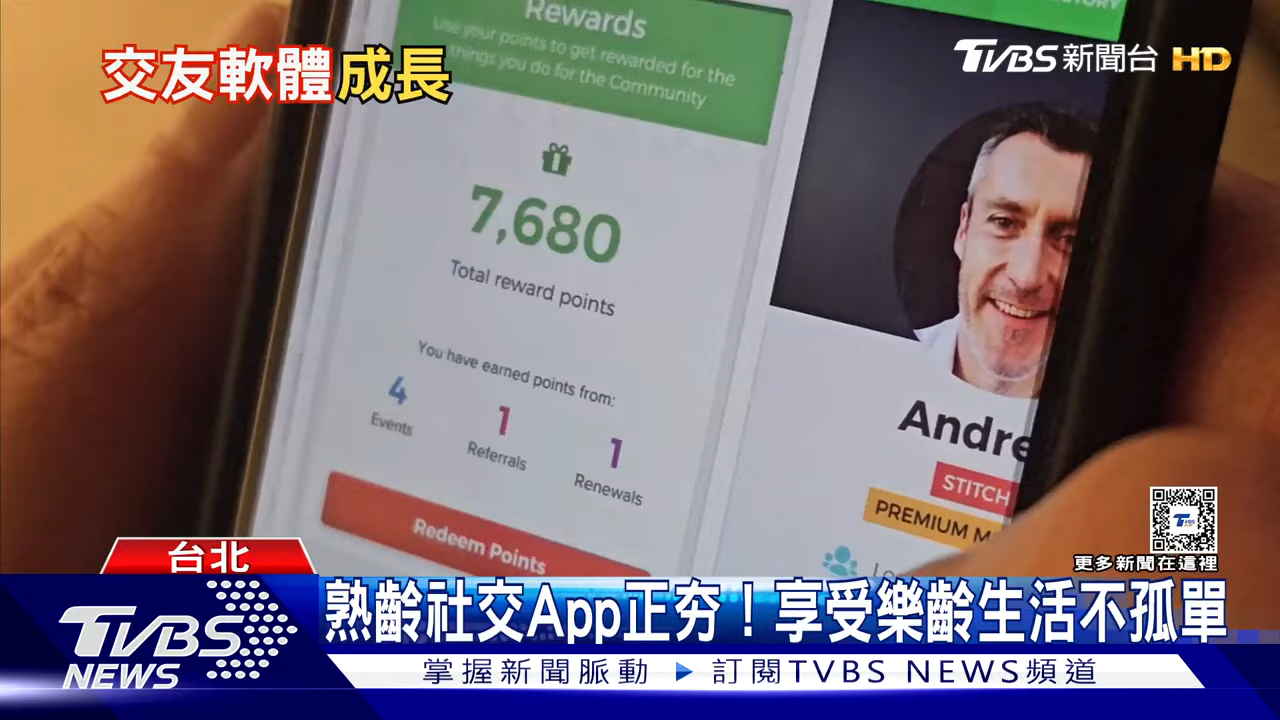 交友軟體成長
TVBS新聞台 HD
Rewards
Use your points to get rewarded for the
things you do for the Community
7,680
Total reward points
You have earned points from:
4
Events
1
Referrals
1
Renewals
Redeem Points
Andre
STITCH
PREMIUM M
更多新聞在這裡
台北
熟齡社交App正夯！享受樂齡生活不孤單
TVBS
NEWS
掌握新聞脈動 ▶ 訂閱TVBS NEWS頻道